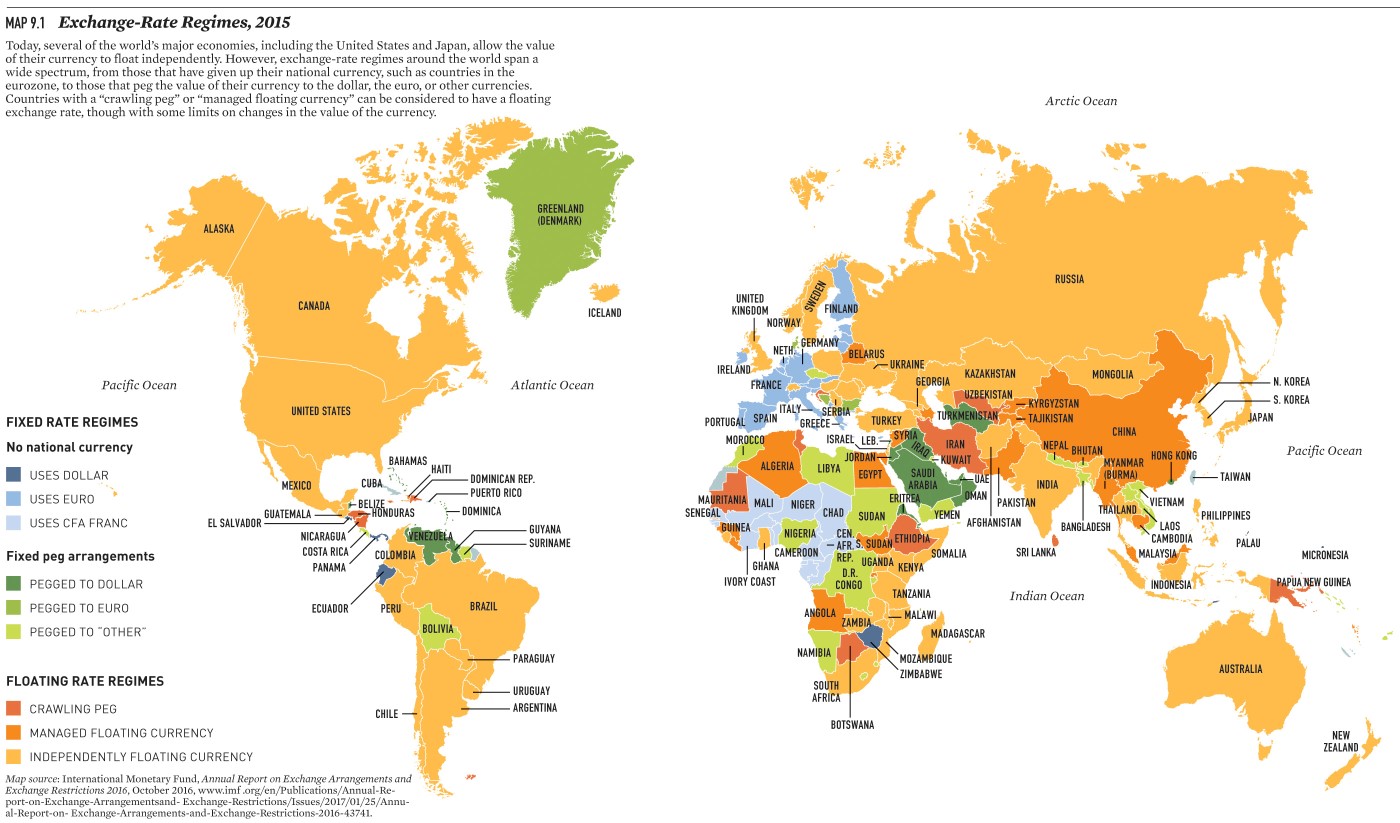 MAP 9.1 Exchange-Rate Regimes, 2015
Today, several of the world's major economies, including the United States and Japan, allow the value
of their currency to float independently. However, exchange-rate regimes around the world span a
wide spectrum, from those that have given up their national currency, such as countries in the
eurozone, to those that peg the value of their currency to the dollar, the euro, or other currencies.
Countries with a “crawling peg” or “managed floating currency” can be considered to have a floating
exchange rate, though with some limits on changes in the value of the currency.
Arctic Ocean
GREENLAND
(DENMARK)
ALASKA
CANADA
ICELAND
RUSSIA
UNITED
KINGDOM
SWEDEN
FINLAND
NORWAY
Pacific Ocean
Atlantic Ocean
UNITED STATES
NETH.
GERMANY
BELARUS
UKRAINE
IRELAND
FRANCE
GEORGIA
KAZAKHSTAN
MONGOLIA
N. KOREA
S. KOREA
JAPAN
UZBEKISTAN
KYRGYZSTAN
TAJIKISTAN
TURKMENISTAN
ITALY
SERBIA
PORTUGAL
SPAIN
GREECE
TURKEY
CHINA
MOROCCO
ISRAEL
LEB.
SYRIA
IRAQ
IRAN
NEPAL
BHUTAN
HONG KONG
Pacific Ocean
ALGERIA
LIBYA
JORDAN
EGYPT
KUWAIT
SAUDI
ARABIA
UAE
OMAN
PAKISTAN
INDIA
MYANMAR
(BURMA)
TAIWAN
MEXICO
BAHAMAS
CUBA
HAITI
DOMINICAN REP.
PUERTO RICO
BELIZE
HONDURAS
DOMINICA
GUATEMALA
EL SALVADOR
NICARAGUA
COSTA RICA
PANAMA
VENEZUELA
GUYANA
SURINAME
COLOMBIA
MAURITANIA
SENEGAL
MALI
NIGER
CHAD
SUDAN
ERITREA
YEMEN
AFGHANISTAN
BANGLADESH
THAILAND
VIETNAM
LAOS
CAMBODIA
PHILIPPINES
GUINEA
NIGERIA
CEN.
AFR.
REP.
S. SUDAN
ETHIOPIA
SOMALIA
SRI LANKA
MALAYSIA
PALAU
MICRONESIA
IVORY COAST
GHANA
CAMEROON
UGANDA
KENYA
D.R.
CONGO
INDONESIA
PAPUA NEW GUINEA
ECUADOR
PERU
BRAZIL
TANZANIA
Indian Ocean
ANGOLA
ZAMBIA
MALAWI
MADAGASCAR
BOLIVIA
NAMIBIA
MOZAMBIQUE
ZIMBABWE
PARAGUAY
URUGUAY
ARGENTINA
CHILE
SOUTH
AFRICA
BOTSWANA
AUSTRALIA
NEW
ZEALAND
FIXED RATE REGIMES
No national currency
USES DOLLAR
USES EURO
USES CFA FRANC
Fixed peg arrangements
PEGGED TO DOLLAR
PEGGED TO EURO
PEGGED TO “OTHER”
FLOATING RATE REGIMES
CRAWLING PEG
MANAGED FLOATING CURRENCY
INDEPENDENTLY FLOATING CURRENCY
Map source: International Monetary Fund, Annual Report on Exchange Arrangements and
Exchange Restrictions 2016, October 2016, www.imf .org/en/Publications/Annual-Re-
port-on-Exchange-Arrangementsand- Exchange-Restrictions/Issues/2017/01/25/Annu-
al-Report-on- Exchange-Arrangements-and-Exchange-Restrictions-2016-43741.